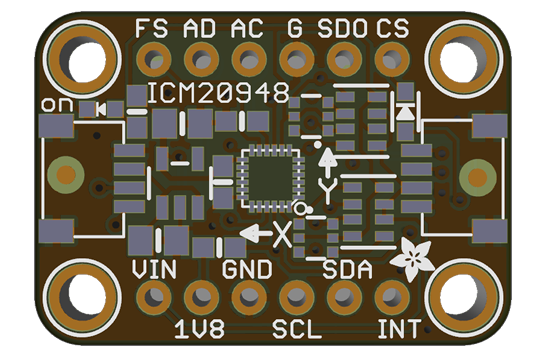 FS AD AC G SDO CS
on
ICM20948
Y
X
VIN GND SDA
1V8 SCL INT